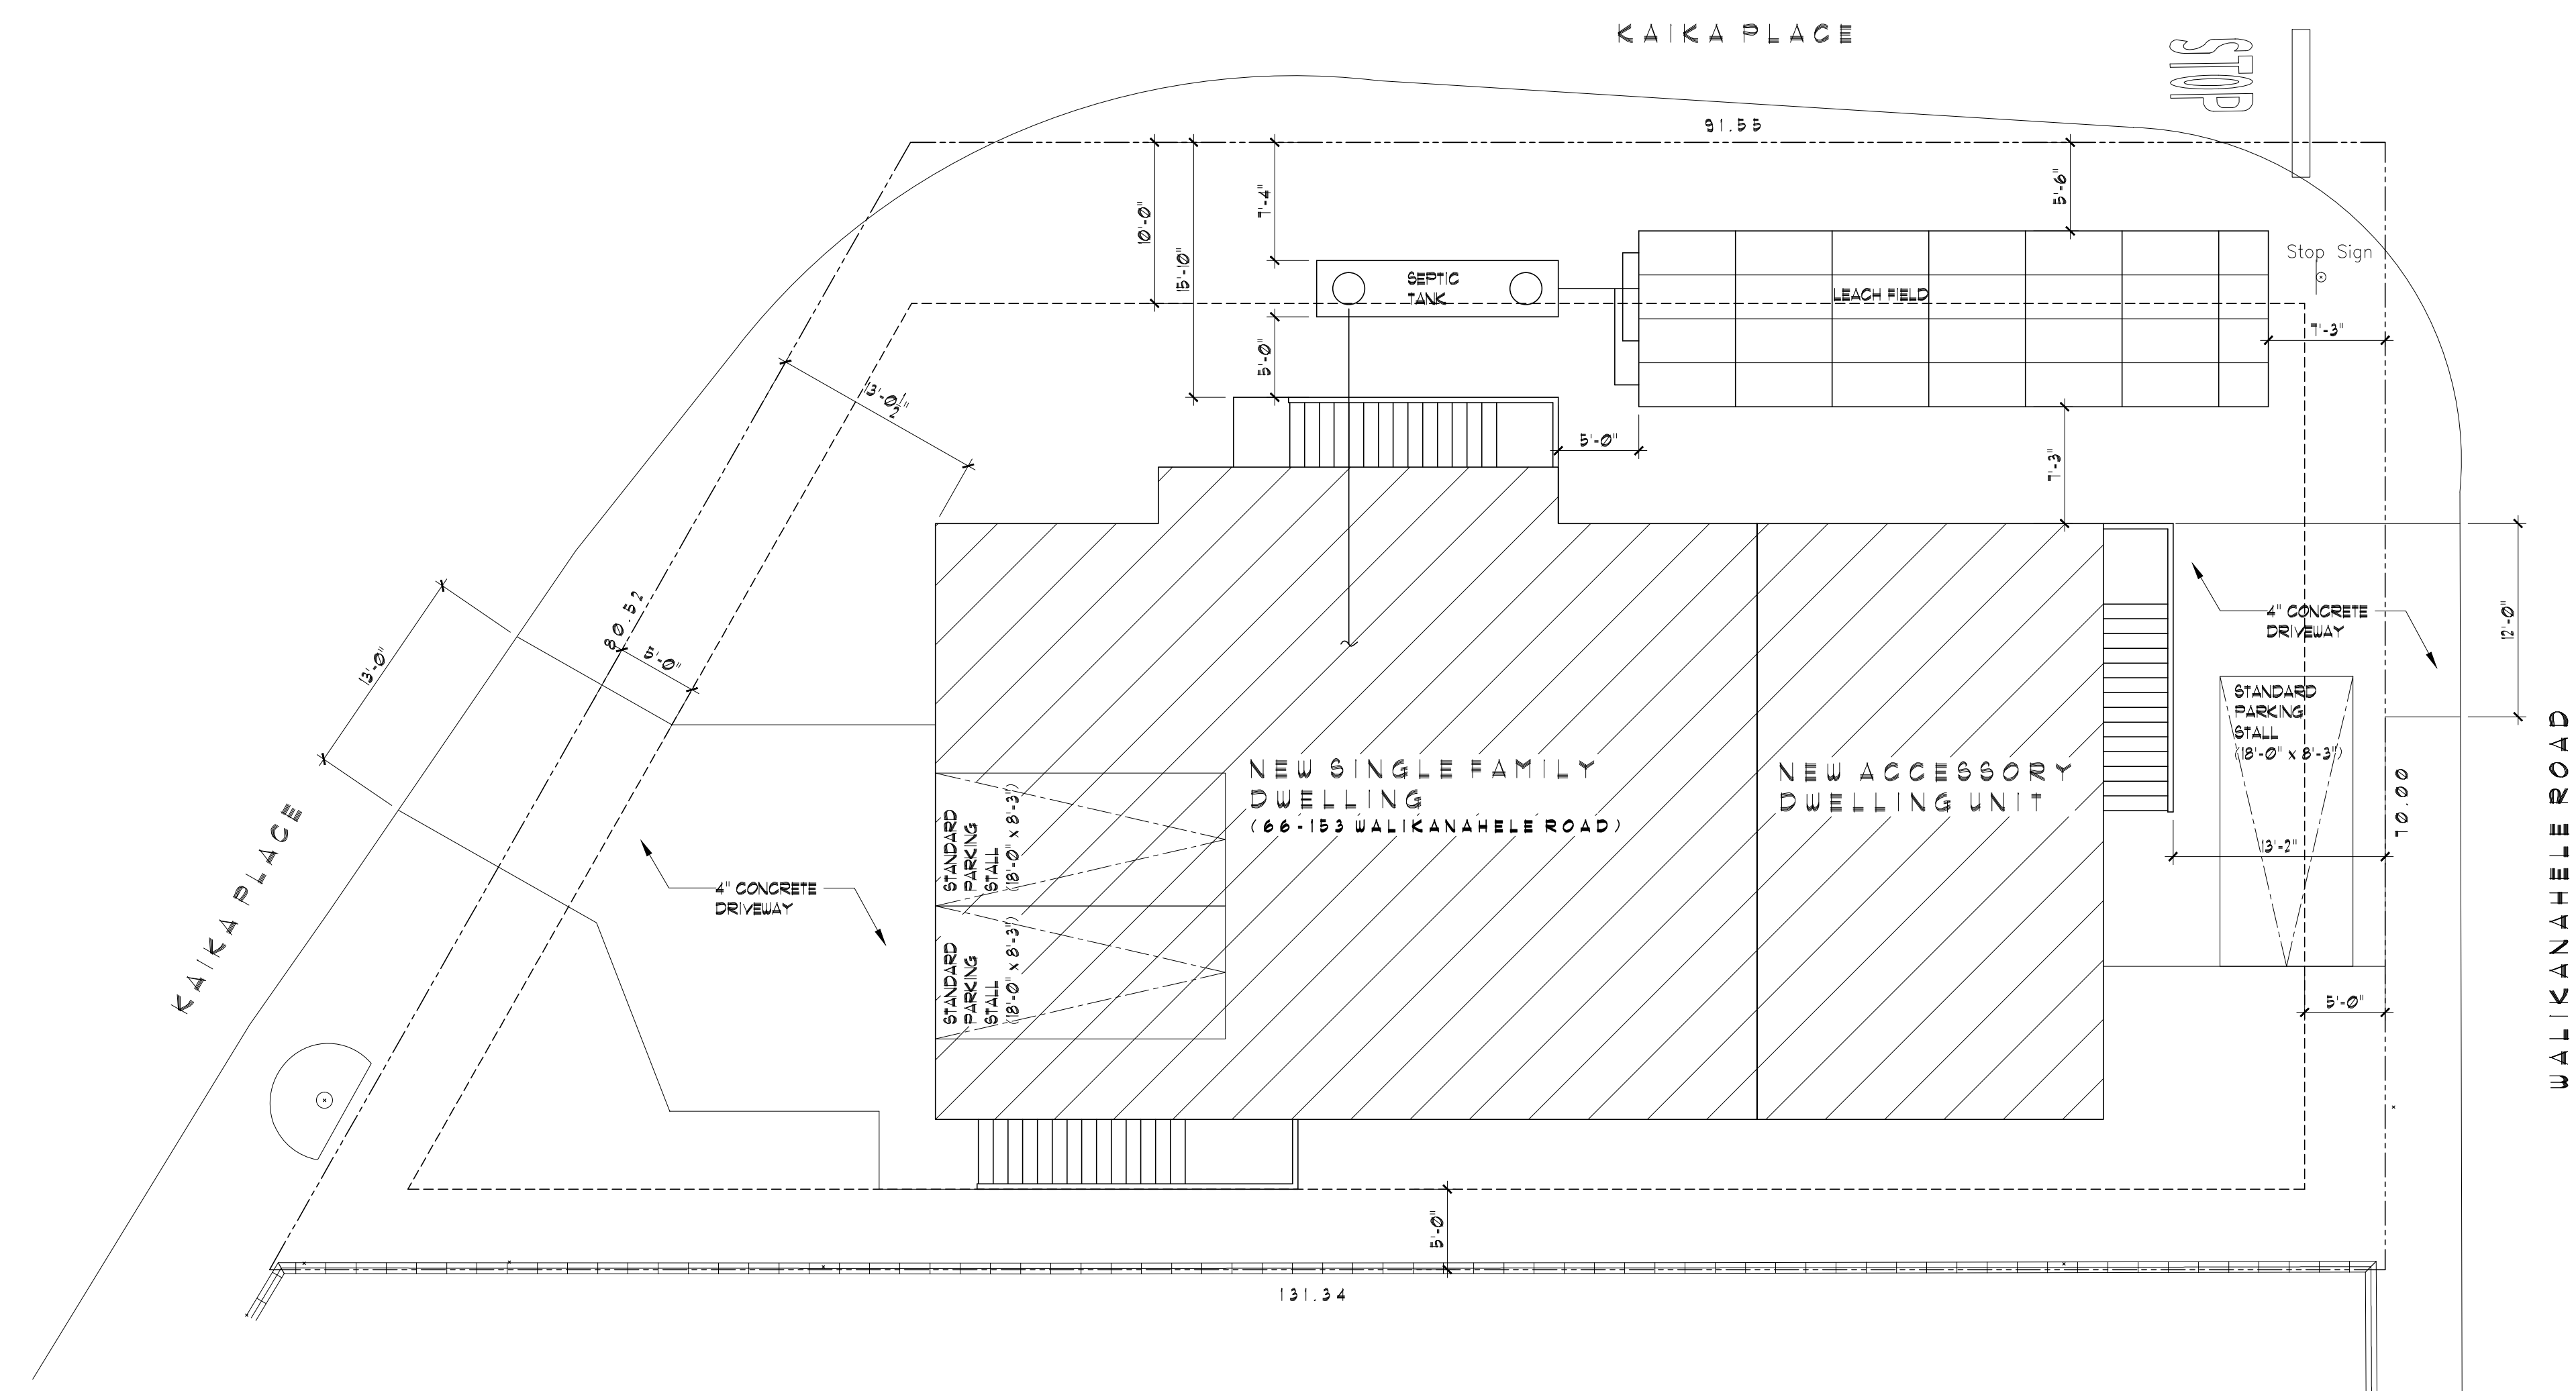 KAIKA PLACE
STOP
91.55
10'-0"
15'-10"
7'-4"
5'-6"
Stop Sign
SEPTIC
TANK
LEACH FIELD
7'-3"
5'-0"
13'-0 1/2"
5'-0"
7'-3"
80.52
5'-0"
13'-0"
4" CONCRETE
DRIVEWAY
12'-0"
STANDARD
PARKING
STALL
(18'-0" x 8'-3")
NEW SINGLE FAMILY
DWELLING
(66-153 WALIKANAHELE ROAD)
NEW ACCESSORY
DWELLING UNIT
70.00
WALIKANAHELE ROAD
KAIKA PLACE
13'-2"
STANDARD
PARKING
STALL
(18'-0" x 8'-3")
4" CONCRETE
DRIVEWAY
STANDARD
PARKING
STALL
(18'-0" x 8'-3")
5'-0"
5'-0"
131.34